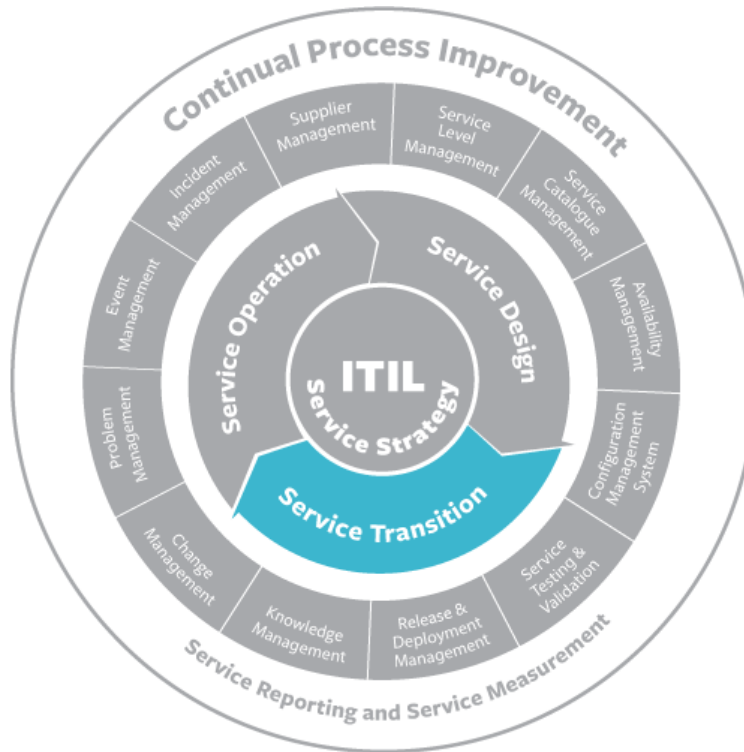 Continual Process Improvement
Supplier
Management
Service
Level
Management
Service
Catalogue
Management
Availability
Management
Configuration
Management
System
Service
Testing &
Validation
Release &
Deployment
Management
Knowledge
Management
Change
Management
Problem
Management
Event
Management
Incident
Management
Service Operation
Service Design
Service Transition
ITIL
Service Strategy
Service Reporting and Service Measurement